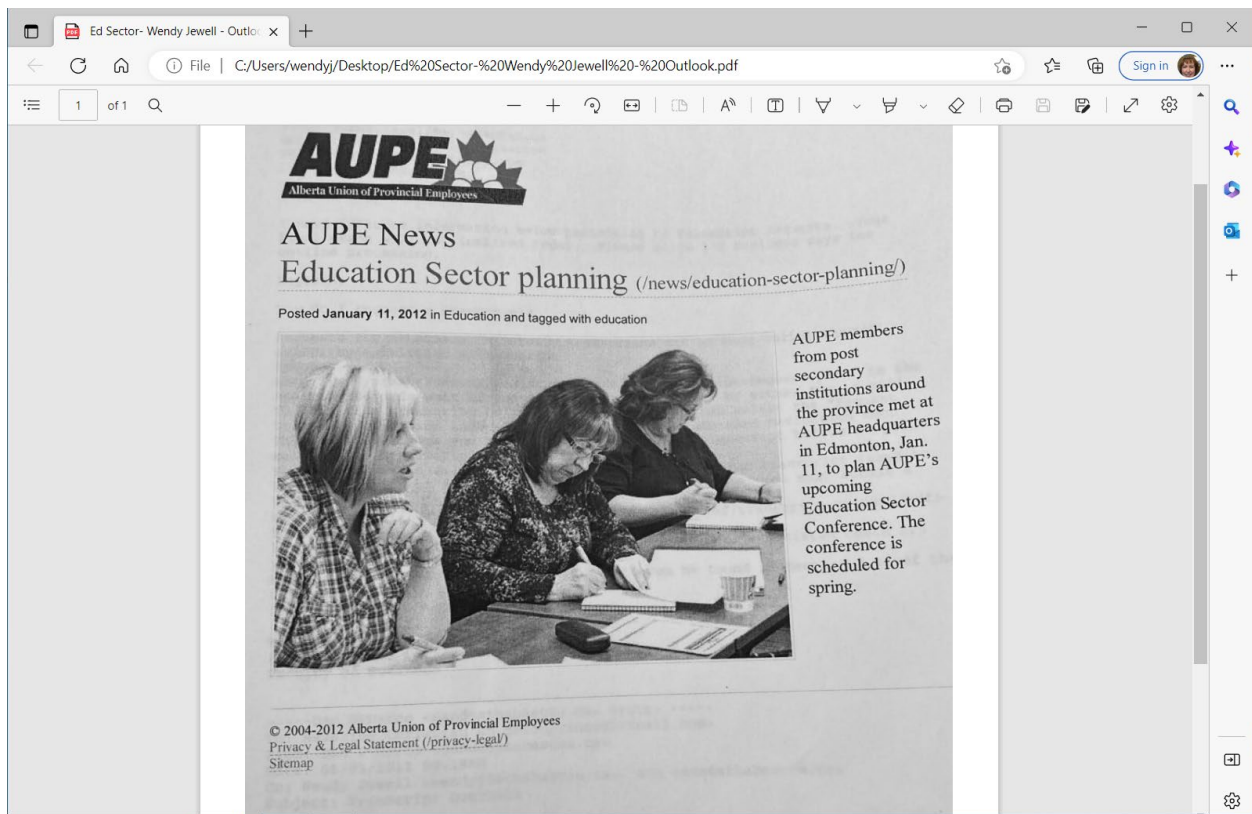 Ed Sector- Wendy Jewell - Outlo
File
C:/Users/wendyj/Desktop/Ed%20Sector-%20Wendy%20Jewell%20-%20Outlook.pdf
Sign in
1
of 1
AUPE
Alberta Union of Provincial Employees
AUPE News
Education Sector planning (/news/education-sector-planning/)
Posted January 11, 2012 in Education and tagged with education
AUPE members
from post
secondary
institutions around
the province met at
AUPE headquarters
in Edmonton, Jan.
11, to plan AUPE's
upcoming
Education Sector
Conference. The
conference is
scheduled for
spring.
© 2004-2012 Alberta Union of Provincial Employees
Privacy & Legal Statement (/privacy-legal/)
Sitemap